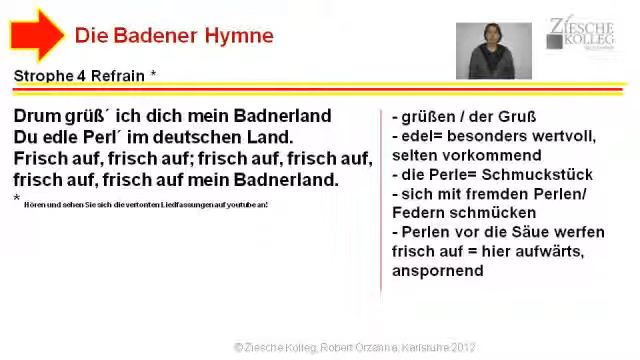 Die Badener Hymne
ZIESCHE
KOLLEG
Strophe 4 Refrain *
Drum grüß´ ich dich mein Badnerland
Du edle Perl´ im deutschen Land.
Frisch auf, frisch auf; frisch auf, frisch auf,
frisch auf, frisch auf mein Badnerland.
* Hören und sehen Sie sich die vertonten Liedfassungen auf youtube an!
- grüßen / der Gruß
- edel= besonders wertvoll,
selten vorkommend
- die Perle= Schmuckstück
- sich mit fremden Perlen/
Federn schmücken
- Perlen vor die Säue werfen
frisch auf = hier aufwärts,
anspornend
©Ziesche Kolleg, Robert Orzanna, Karlsruhe 2012